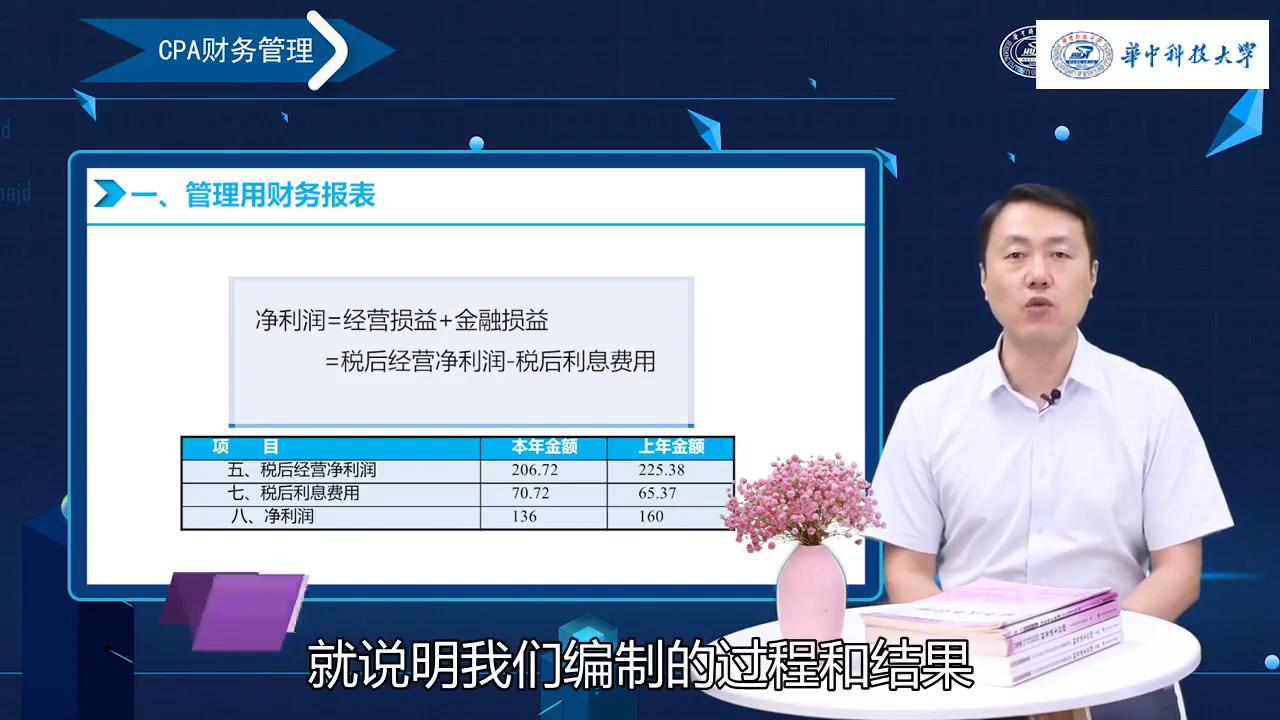 CPA财务管理
華中科技大學
一、管理用财务报表
净利润=经营损益+金融损益
=税后经营净利润-税后利息费用
项 目 本年金额 上年金额
五、税后经营净利润 206.72 225.38
七、税后利息费用 70.72 65.37
八、净利润 136 160
就说明我们编制的过程和结果